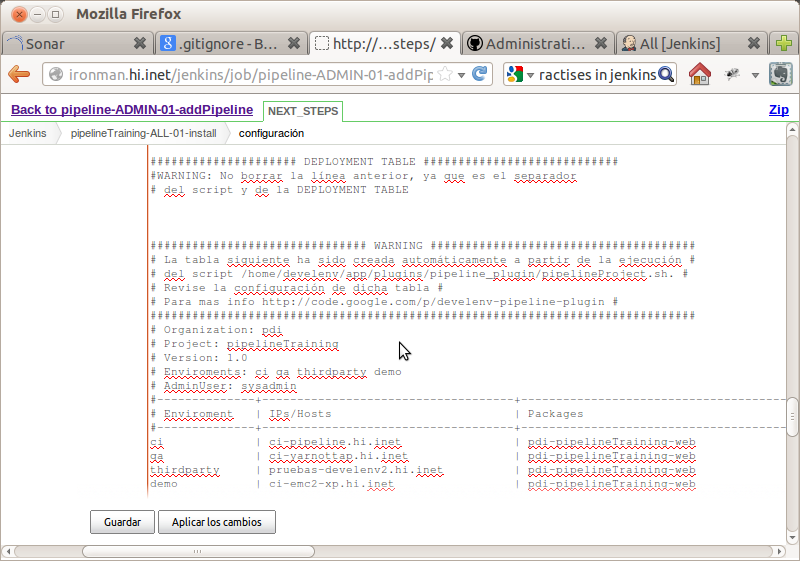 Mozilla Firefox
Sonar
.gitignore - B...
http://...steps/
Administrati...
All [Jenkins]
ironman.hi.inet/jenkins/job/pipeline-ADMIN-01-addPip
ractises in jenkins
Back to pipeline-ADMIN-01-addPipeline
NEXT_STEPS
Zip
Jenkins
pipelineTraining-ALL-01-install
configuración
##################### DEPLOYMENT TABLE ############################
#WARNING: No borrar la línea anterior, ya que es el separador
# del script y de la DEPLOYMENT TABLE
############################### WARNING ######################################
# La tabla siguiente ha sido creada automáticamente a partir de la ejecución #
# del script /home/develenv/app/plugins/pipeline_plugin/pipelineProject.sh. #
# Revise la configuración de dicha tabla #
# Para mas info http://code.google.com/p/develenv-pipeline-plugin #
##############################################################################
# Organization: pdi
# Project: pipelineTraining
# Version: 1.0
# Enviroments: ci qa thirdparty demo
# AdminUser: sysadmin
#--------------+------------------------------------+--------------------------------------
# Enviroment | IPs/Hosts | Packages
#--------------+------------------------------------+--------------------------------------
ci | ci-pipeline.hi.inet | pdi-pipelineTraining-web
qa | ci-varnottap.hi.inet | pdi-pipelineTraining-web
thirdparty | pruebas-develenv2.hi.inet | pdi-pipelineTraining-web
demo | ci-emc2-xp.hi.inet | pdi-pipelineTraining-web
Guardar
Aplicar los cambios